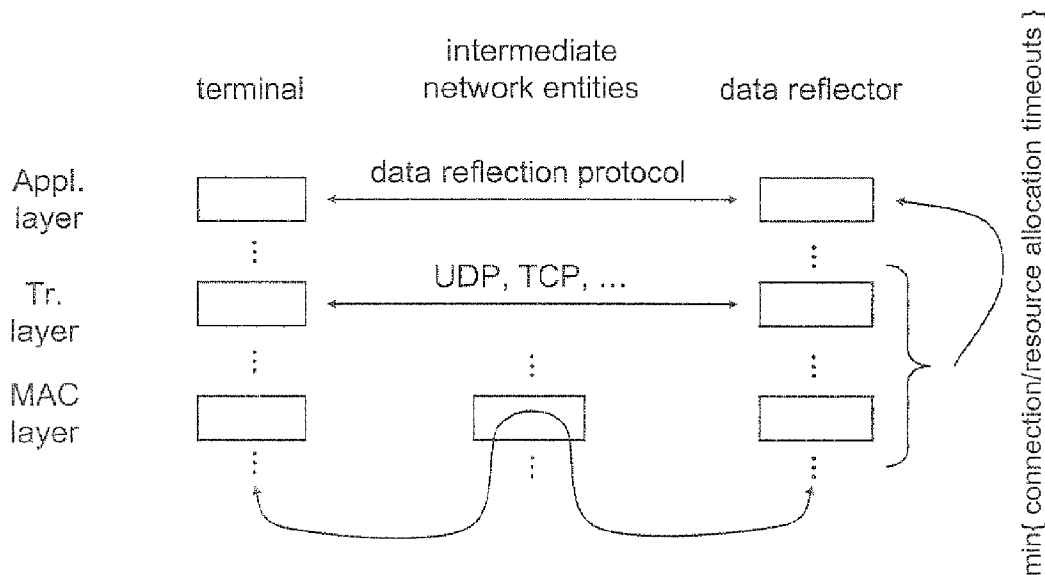 intermediate
terminal network entities data reflector
Appl.
layer
data reflection protocol
Tr.
layer
UDP, TCP, ...
MAC
layer
min{ connection/resource allocation timeouts }